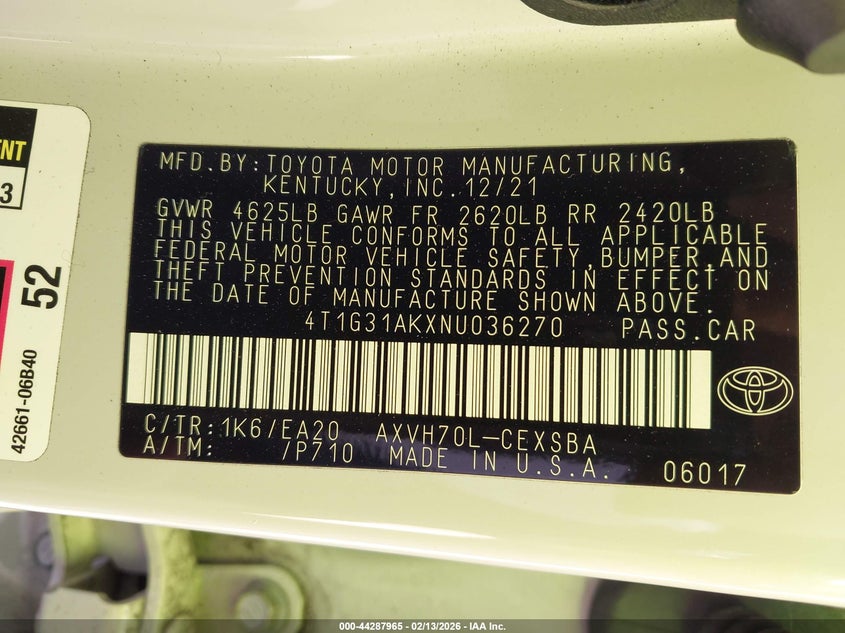 ENT
3
52
42661-06B40
MFD.BY:TOYOTA MOTOR MANUFACTURING,
KENTUCKY,INC.12/21
GVWR 4625LB GAWR FR 2620LB RR 2420LB
THIS VEHICLE CONFORMS TO ALL APPLICABLE
FEDERAL MOTOR VEHICLE SAFETY,BUMPER,AND
THEFT PREVENTION STANDARDS IN EFFECT ON
THE DATE OF MANUFACTURE SHOWN ABOVE.
4T1G31AKXNU036270 PASS.CAR
C/TR:1K6/EA20 AXVH70L-CEXSBA
A/TM: /P710 MADE IN U.S.A. 06017
000-44287965 - 02/13/2026 - IAA Inc.